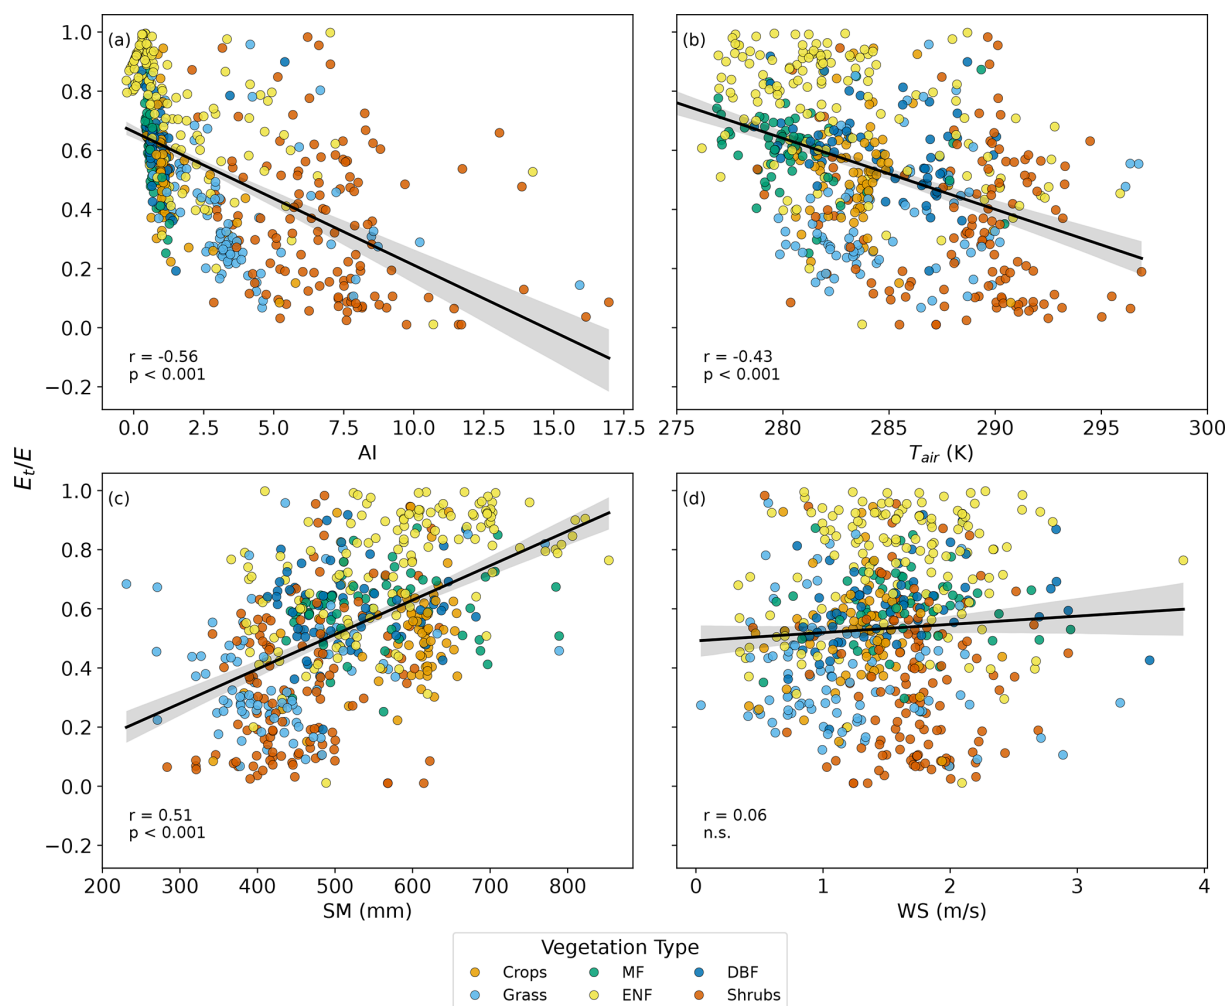 (a)
1.0
0.8
0.6
0.4
0.2
0.0
−0.2
r = -0.56
p < 0.001
0.0 2.5 5.0 7.5 10.0 12.5 15.0 17.5
AI
(b)
r = -0.43
p < 0.001
275 280 285 290 295 300
T_air (K)
E_t/E
(c)
1.0
0.8
0.6
0.4
0.2
0.0
−0.2
r = 0.51
p < 0.001
200 300 400 500 600 700 800
SM (mm)
(d)
r = 0.06
n.s.
0 1 2 3 4
WS (m/s)
Vegetation Type
Crops MF DBF
Grass ENF Shrubs